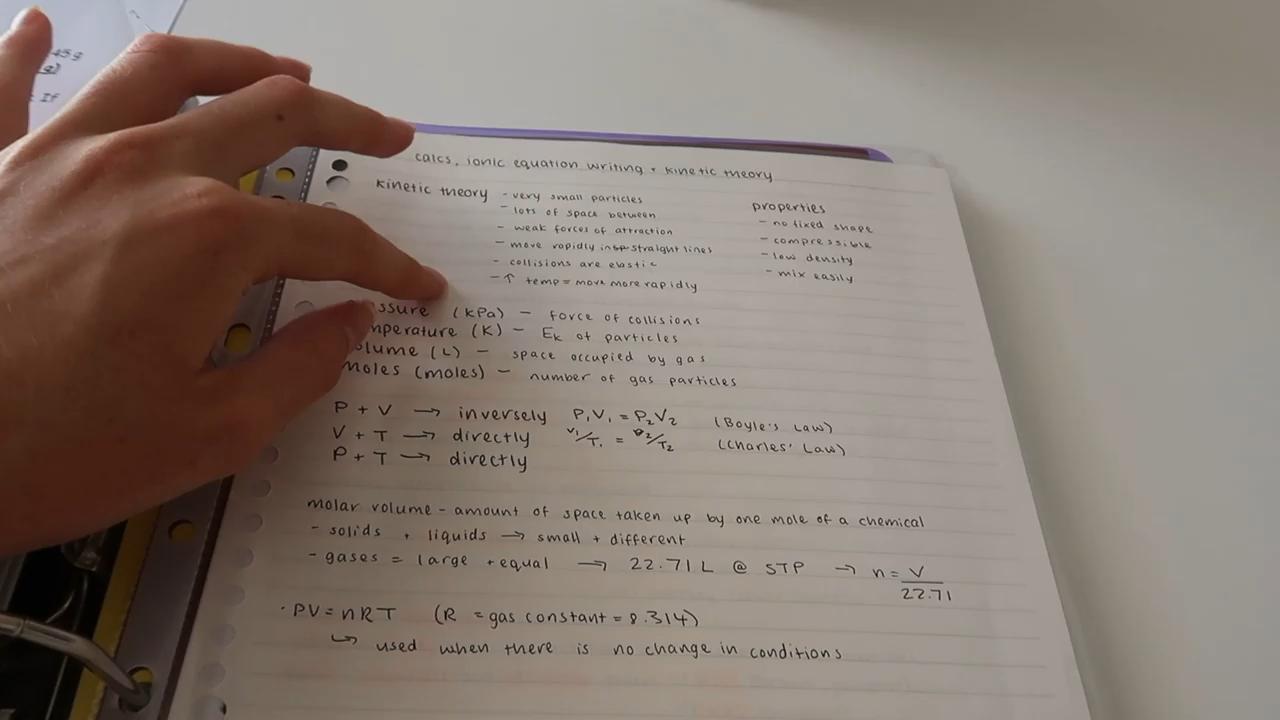 45g
If
calcs, ionic equation writing + kinetic theory
kinetic theory - very small particles
- lots of space between
- weak forces of attraction
- move rapidly in straight lines
- collisions are elastic
- ↑ temp = move more rapidly
properties
- no fixed shape
- compressible
- low density
- mix easily
ssure (kPa) - force of collisions
mperature (K) - Ek of particles
olume (L) - space occupied by gas
moles (moles) - number of gas particles
P + V → inversely P₁V₁ = P₂V₂ (Boyle's Law)
V + T → directly V₁/T₁ = V₂/T₂ (Charles' Law)
P + T → directly
molar volume - amount of space taken up by one mole of a chemical
- solids + liquids → small + different
- gases = large + equal → 22.71 L @ STP → n = V/22.71
· PV = nRT (R = gas constant = 8.314)
↳ used when there is no change in conditions